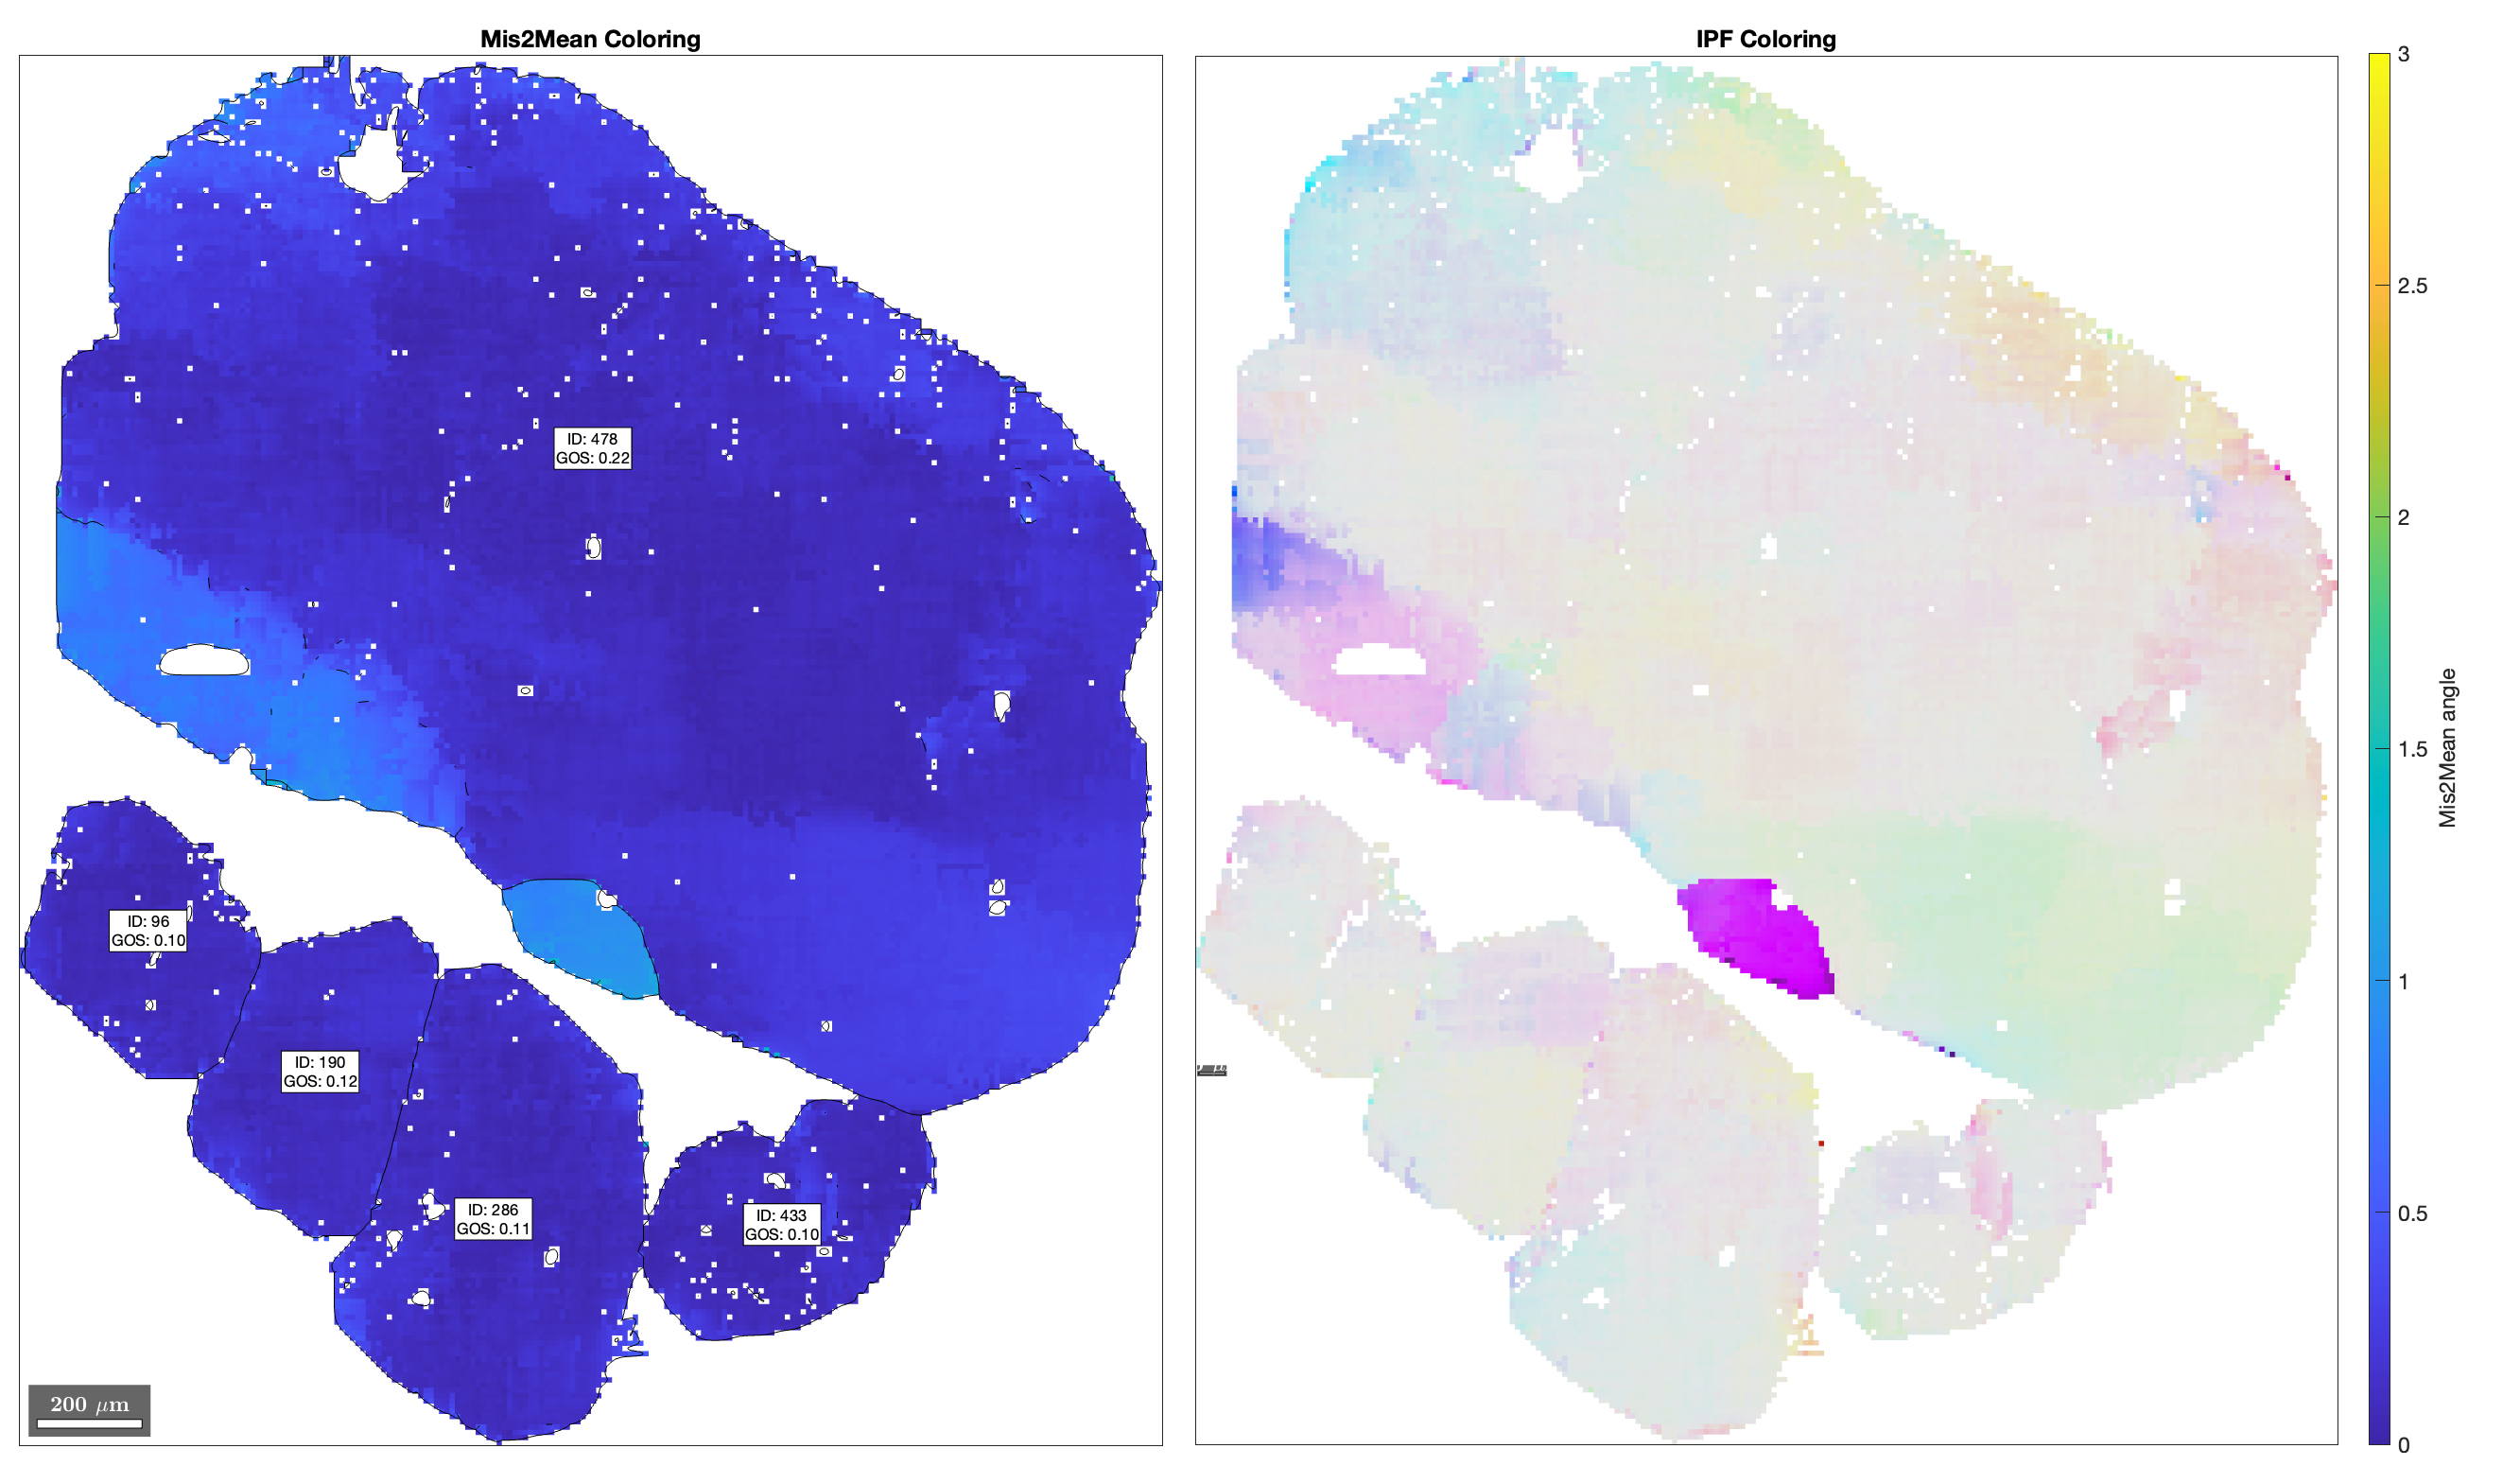 Mis2Mean Coloring
IPF Coloring
ID: 478
GOS: 0.22
ID: 96
GOS: 0.10
ID: 190
GOS: 0.12
ID: 286
GOS: 0.11
ID: 433
GOS: 0.10
200 μm
3
2.5
2
1.5
1
0.5
0
Mis2Mean angle